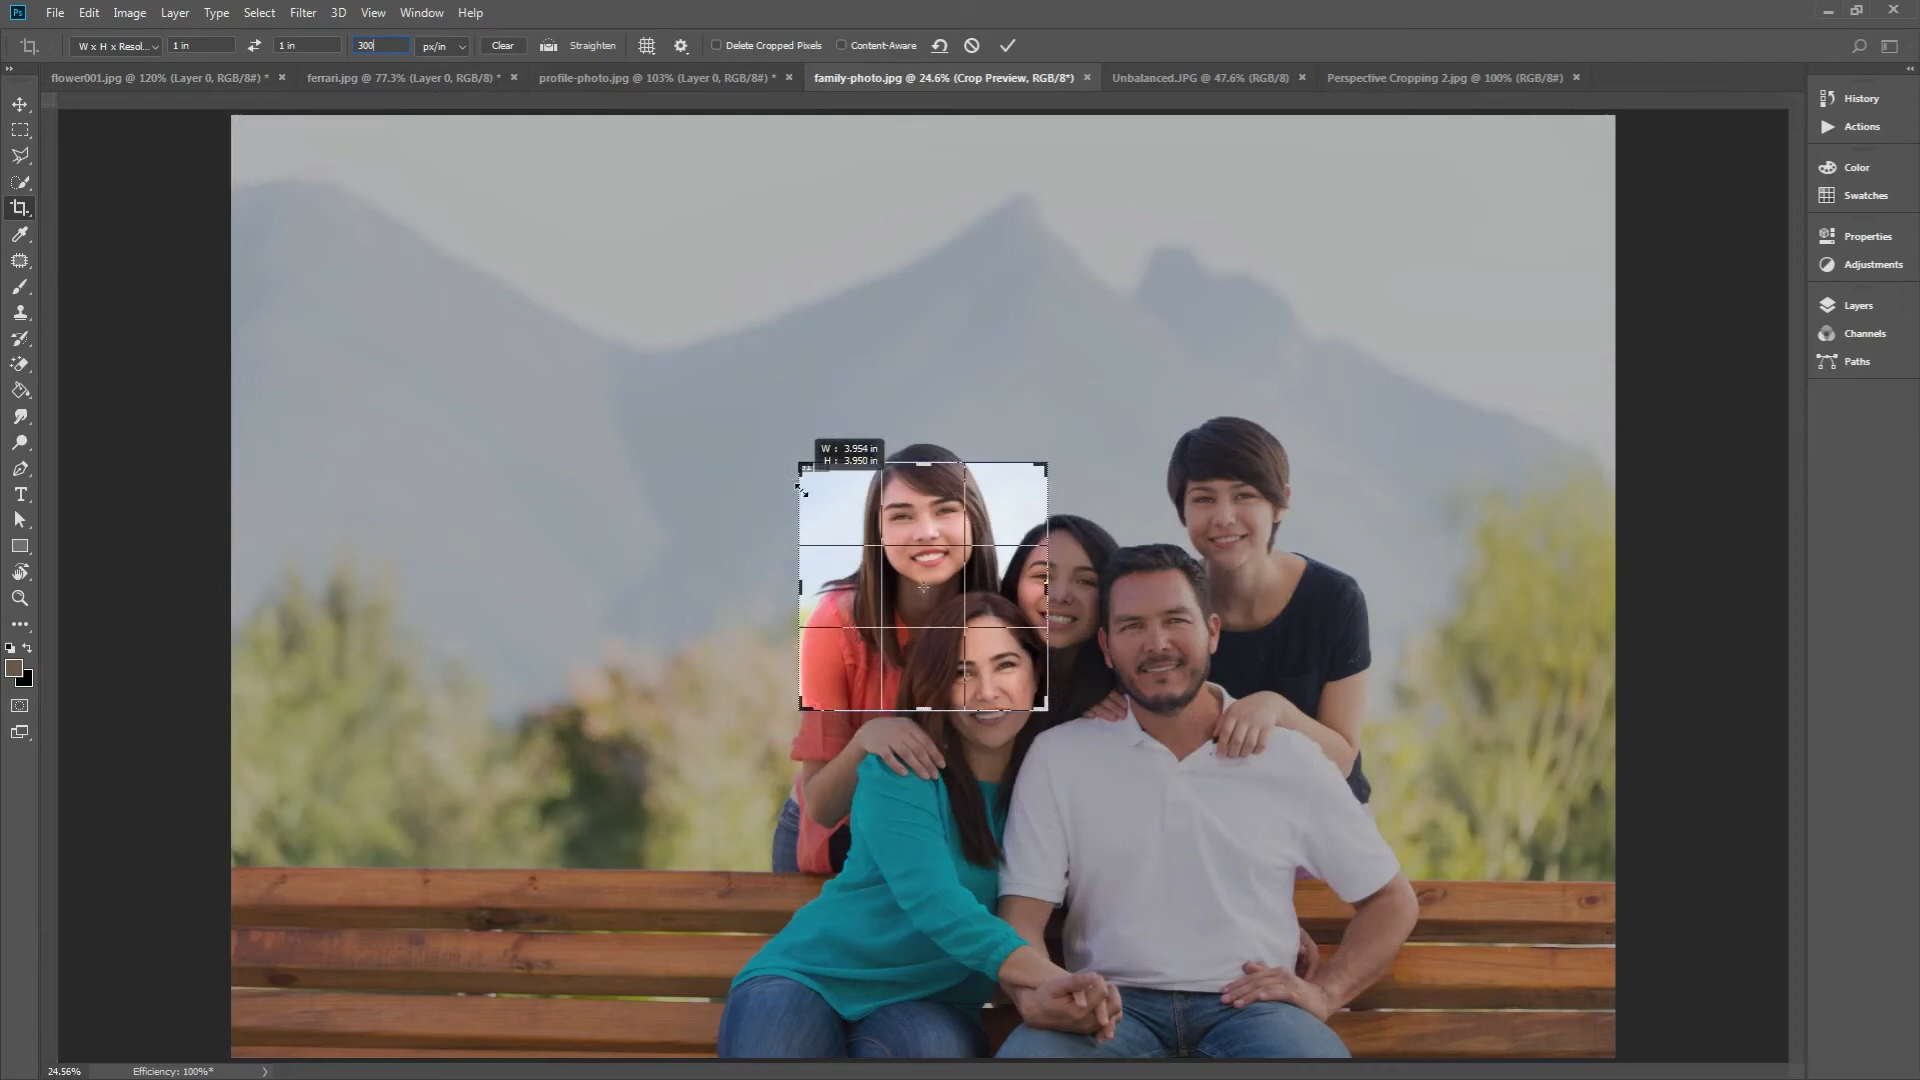 Ps File Edit Image Layer Type Select Filter 3D View Window Help
W x H x Resol... 1 in 1 in 300 px/in Clear Straighten Delete Cropped Pixels Content-Aware
flower001.jpg @ 120% (Layer 0, RGB/8#) * ferrari.jpg @ 77.3% (Layer 0, RGB/8) * profile-photo.jpg @ 103% (Layer 0, RGB/8#) * family-photo.jpg @ 24.6% (Crop Preview, RGB/8*) Unbalanced.JPG @ 47.6% (RGB/8) Perspective Cropping 2.jpg @ 100% (RGB/8#)
History
Actions
Color
Swatches
Properties
Adjustments
Layers
Channels
Paths
W : 3.954 in
H : 3.950 in
24.56% Efficiency: 100%*